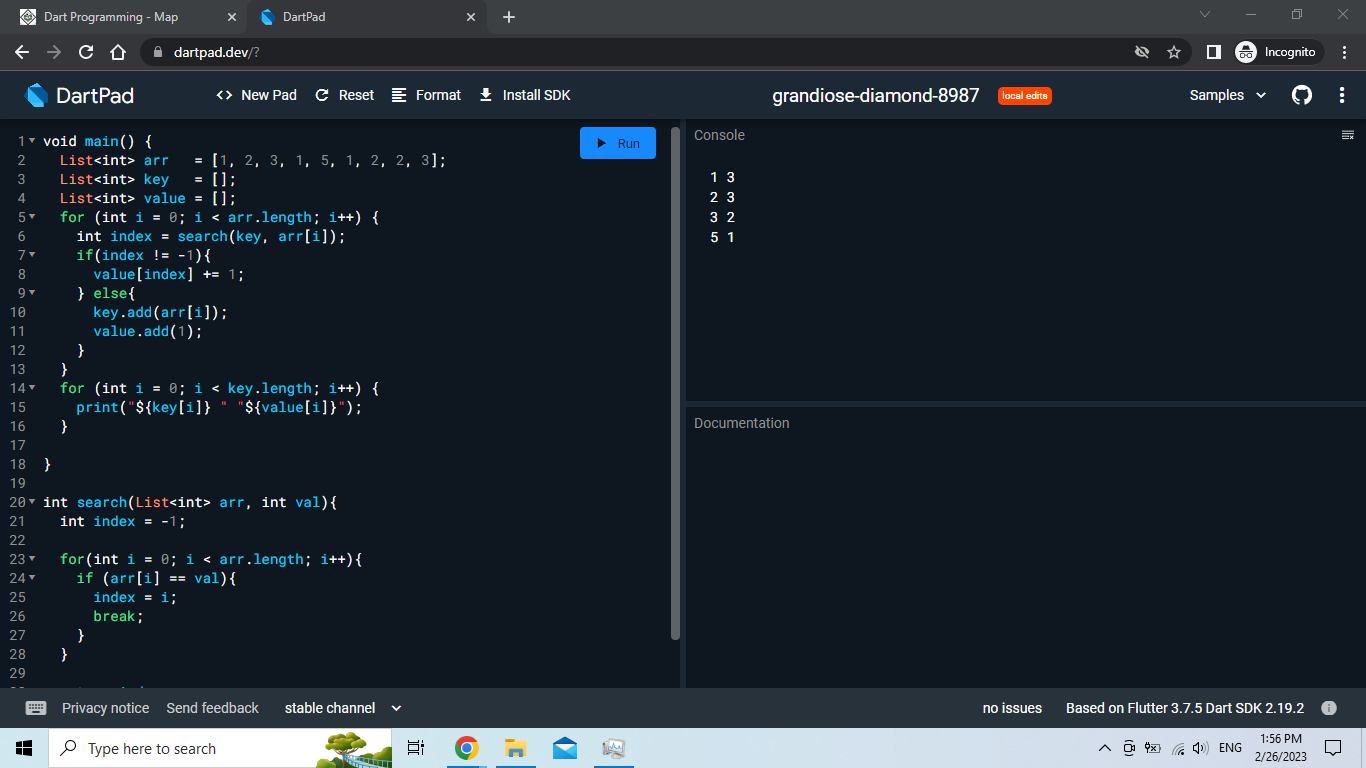 Dart Programming - Map
DartPad
dartpad.dev/?
Incognito
DartPad
New Pad
Reset
Format
Install SDK
grandiose-diamond-8987
local edits
Samples
1 void main() {
2 List<int> arr   = [1, 2, 3, 1, 5, 1, 2, 2, 3];
3 List<int> key   = [];
4 List<int> value = [];
5 for (int i = 0; i < arr.length; i++) {
6 int index = search(key, arr[i]);
7 if(index != -1){
8 value[index] += 1;
9 } else{
10 key.add(arr[i]);
11 value.add(1);
12 }
13 }
14 for (int i = 0; i < key.length; i++) {
15 print("${key[i]} " "${value[i]}");
16 }
17
18 }
19
20 int search(List<int> arr, int val){
21 int index = -1;
22
23 for(int i = 0; i < arr.length; i++){
24 if (arr[i] == val){
25 index = i;
26 break;
27 }
28 }
29
Run
Console
1 3
2 3
3 2
5 1
Documentation
Privacy notice
Send feedback
stable channel
no issues
Based on Flutter 3.7.5 Dart SDK 2.19.2
Type here to search
ENG
1:56 PM
2/26/2023